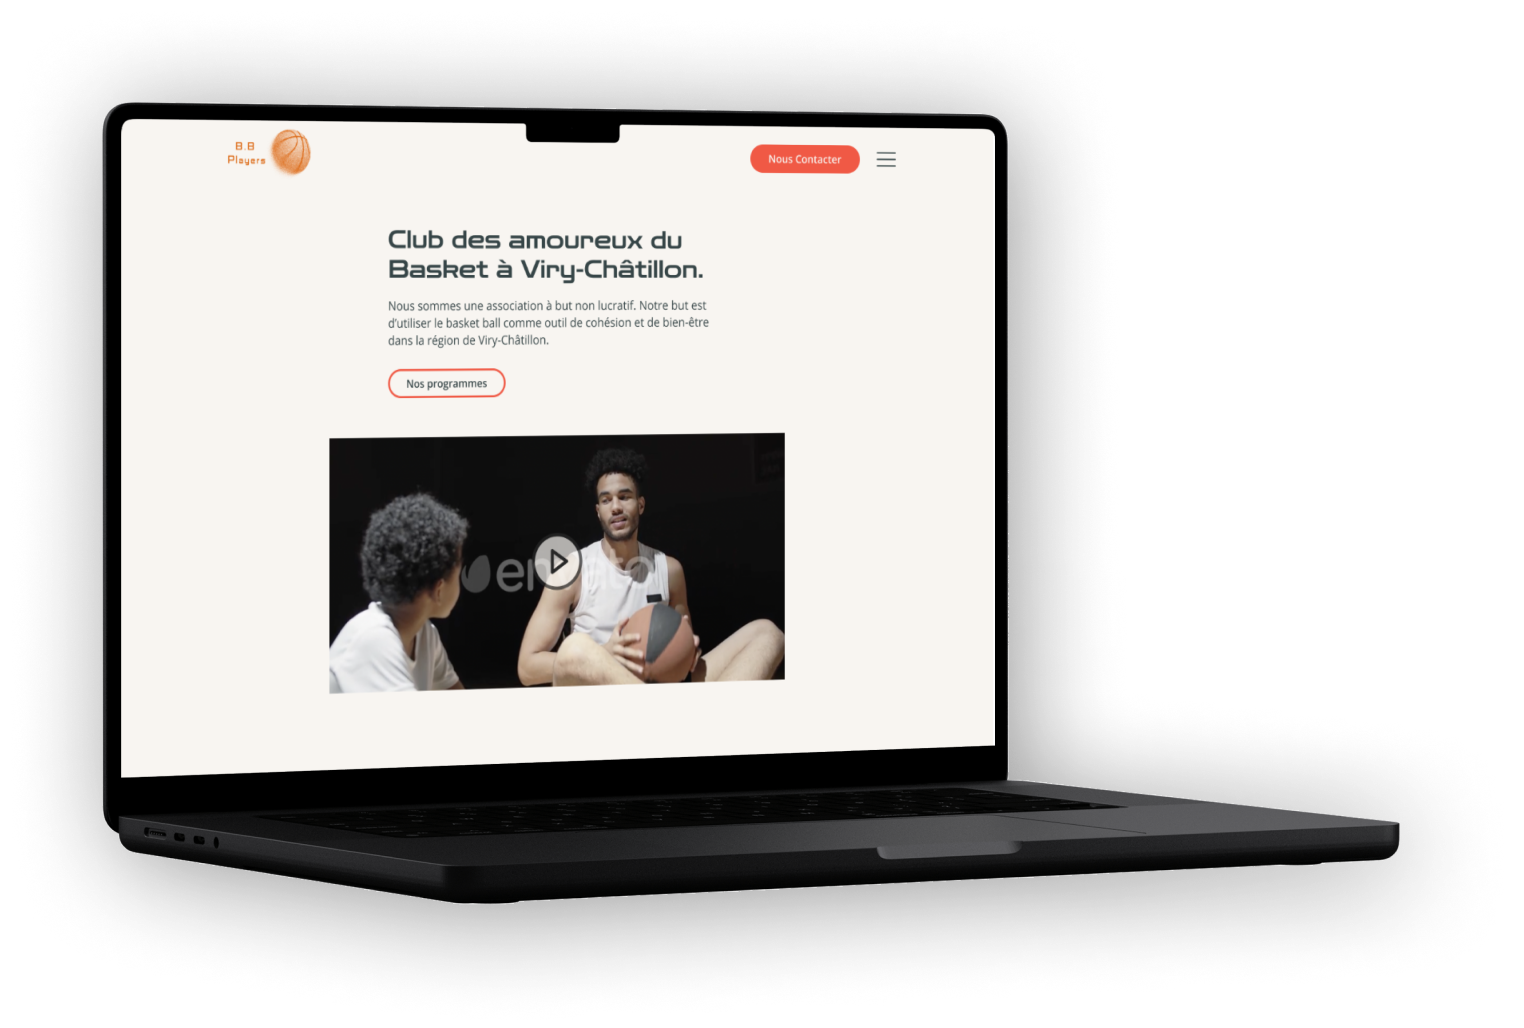 B.B
Players
Nous Contacter
Club des amoureux du
Basket à Viry-Châtillon.
Nous sommes une association à but non lucratif. Notre but est
d'utiliser le basket ball comme outil de cohésion et de bien-être
dans la région de Viry-Châtillon.
Nos programmes
envato